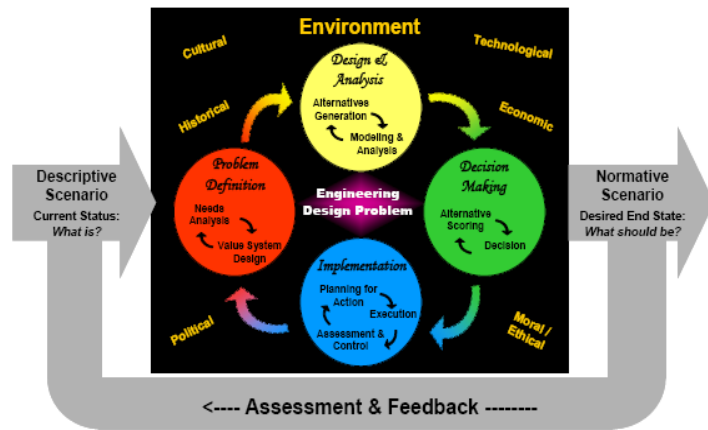 Environment
Cultural
Technological
Design &
Analysis
Alternatives
Generation
Modeling &
Analysis
Historical
Economic
Descriptive
Scenario
Current Status:
What is?
Problem
Definition
Needs
Analysis
Value System
Design
Engineering
Design Problem
Decision
Making
Alternative
Scoring
Decision
Normative
Scenario
Desired End State:
What should be?
Implementation
Planning for
Action
Execution
Assessment &
Control
Political
Moral /
Ethical
<---- Assessment & Feedback --------